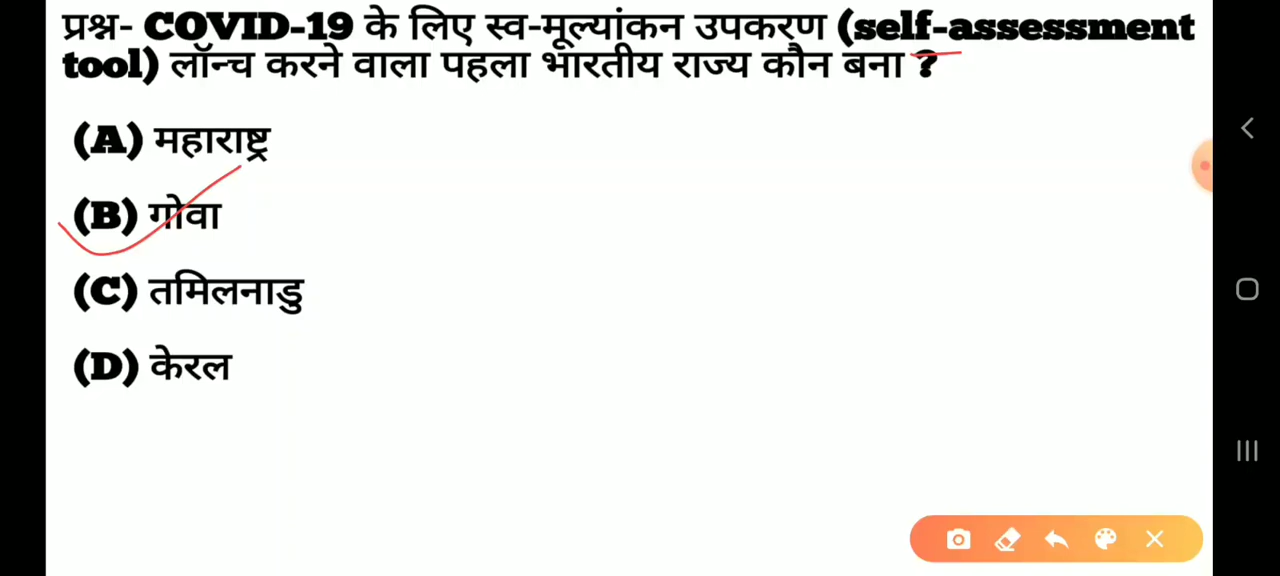 प्रश्न- COVID-19 के लिए स्व-मूल्यांकन उपकरण (self-assessment
tool) लॉन्च करने वाला पहला भारतीय राज्य कौन बना ?
(A) महाराष्ट्र
(B) गोवा
(C) तमिलनाडु
(D) केरल